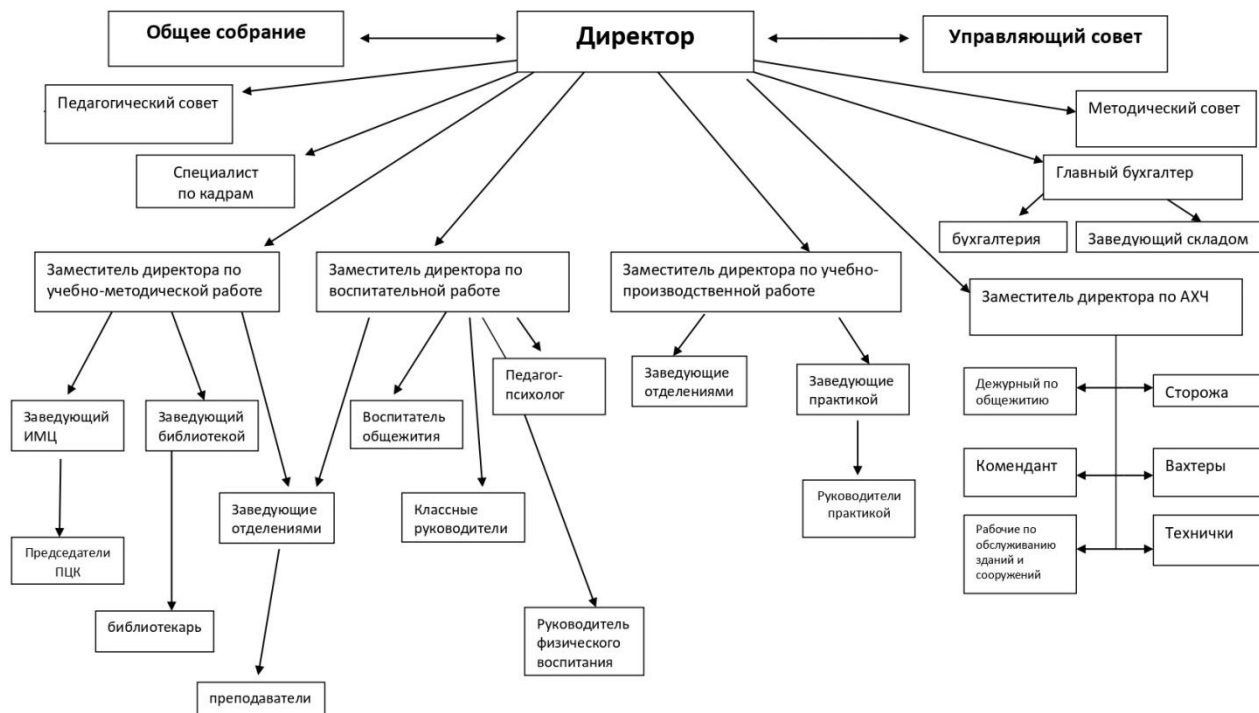 Общее собрание
Директор
Управляющий совет
Педагогический совет
Методический совет
Специалист
по кадрам
Главный бухгалтер
бухгалтерия
Заведующий складом
Заместитель директора по
учебно-методической работе
Заместитель директора по
воспитательной работе
Заместитель директора по учебно-
производственной работе
Заместитель директора по АХЧ
Заведующий
ИМЦ
Заведующий
библиотекой
Воспитатель
общежития
Педагог-
психолог
Заведующие
отделениями
Заведующие
практикой
Дежурный по
общежитию
Сторожа
Комендант
Вахтеры
Рабочие по
обслуживанию
зданий и
сооружений
Технички
Председатели
ПЦК
Заведующие
отделениями
Классные
руководители
Руководители
практикой
библиотекарь
Руководитель
физического
воспитания
преподаватели